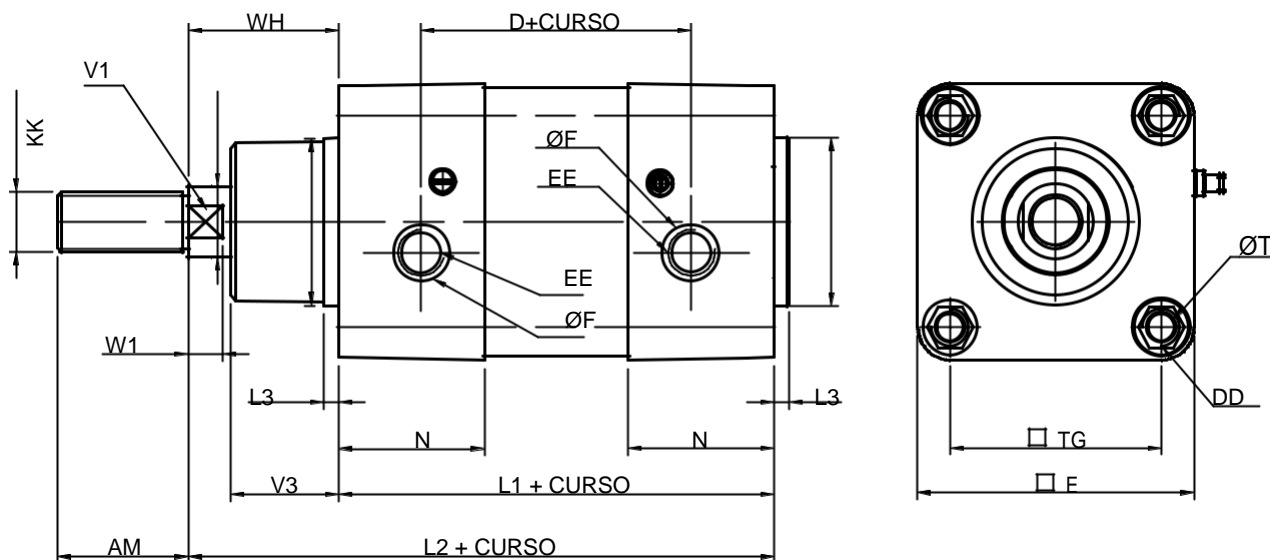 WH
D+CURSO
V1
KK
ØF
EE
ØT
EE
ØF
W1
L3
L3
DD
N
N
TG
V3
L1 + CURSO
E
AM
L2 + CURSO